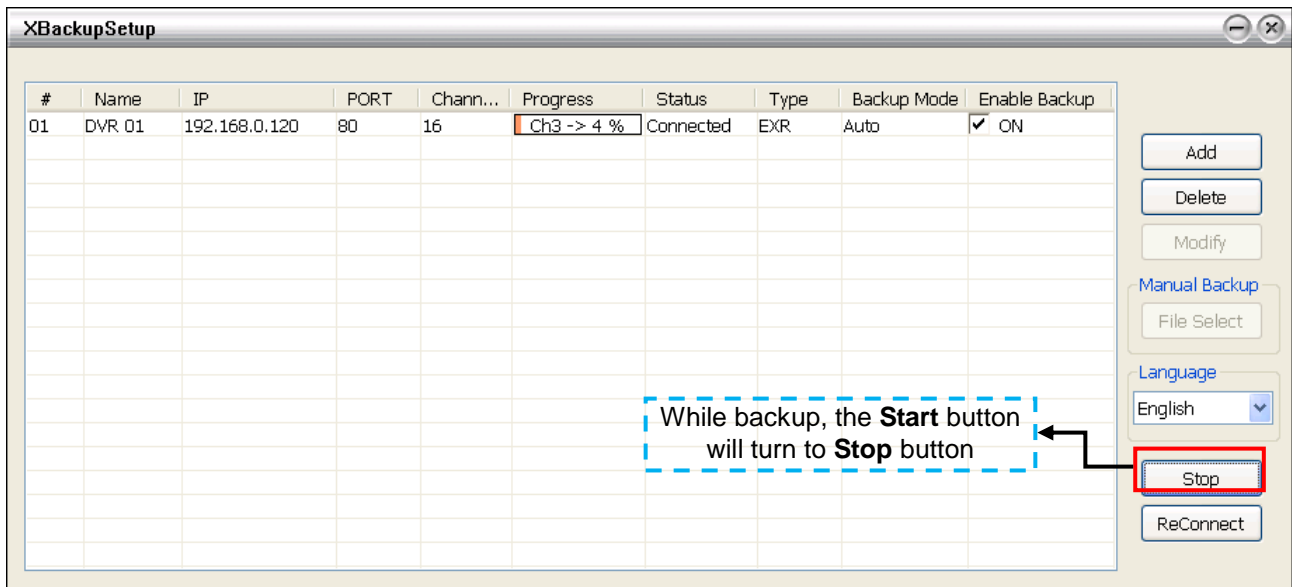 XBackupSetup
# Name IP PORT Chann... Progress Status Type Backup Mode Enable Backup
01 DVR 01 192.168.0.120 80 16 Ch3 -> 4 % Connected EXR Auto ON
Add
Delete
Modify
Manual Backup
File Select
Language
English
While backup, the Start button
will turn to Stop button
Stop
ReConnect